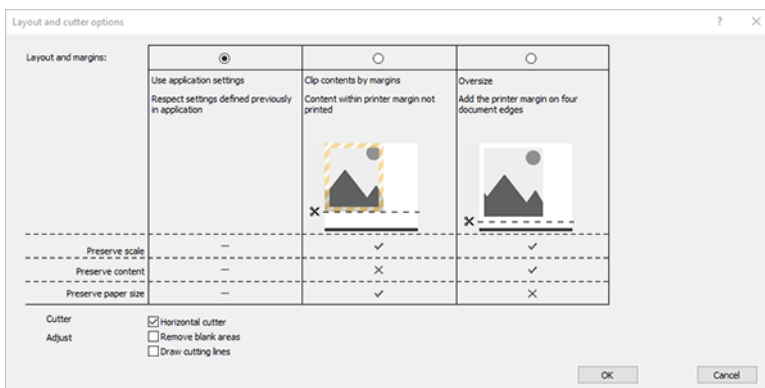 Layout and cutter options
?
Layout and margins:
Use application settings
Respect settings defined previously
in application
Clip contents by margins
Content within printer margin not
printed
Oversize
Add the printer margin on four
document edges
Preserve scale
Preserve content
Preserve paper size
Cutter
Horizontal cutter
Adjust
Remove blank areas
Draw cutting lines
OK
Cancel